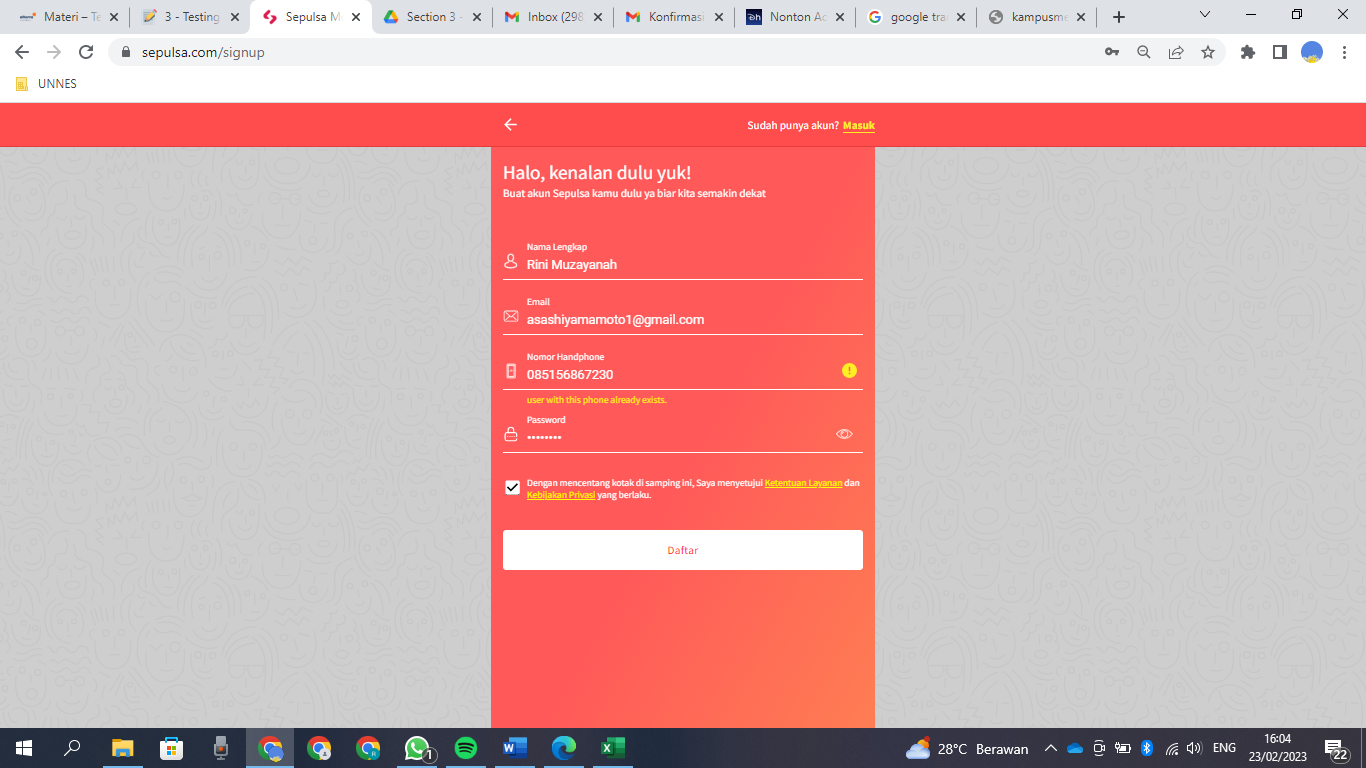 Materi – Te
3 - Testing
Sepulsa M
Section 3 -
Inbox (298
Konfirmasi
Nonton Ac
google tra
kampusme
sepulsa.com/signup
UNNES
Sudah punya akun? Masuk
Halo, kenalan dulu yuk!
Buat akun Sepulsa kamu dulu ya biar kita semakin dekat
Nama Lengkap
Rini Muzayanah
Email
asashiyamamoto1@gmail.com
Nomor Handphone
085156867230
user with this phone already exists.
Password
••••••••
Dengan mencentang kotak di samping ini, Saya menyetujui Ketentuan Layanan dan
Kebijakan Privasi yang berlaku.
Daftar
1
28°C Berawan
ENG
16:04
23/02/2023
22